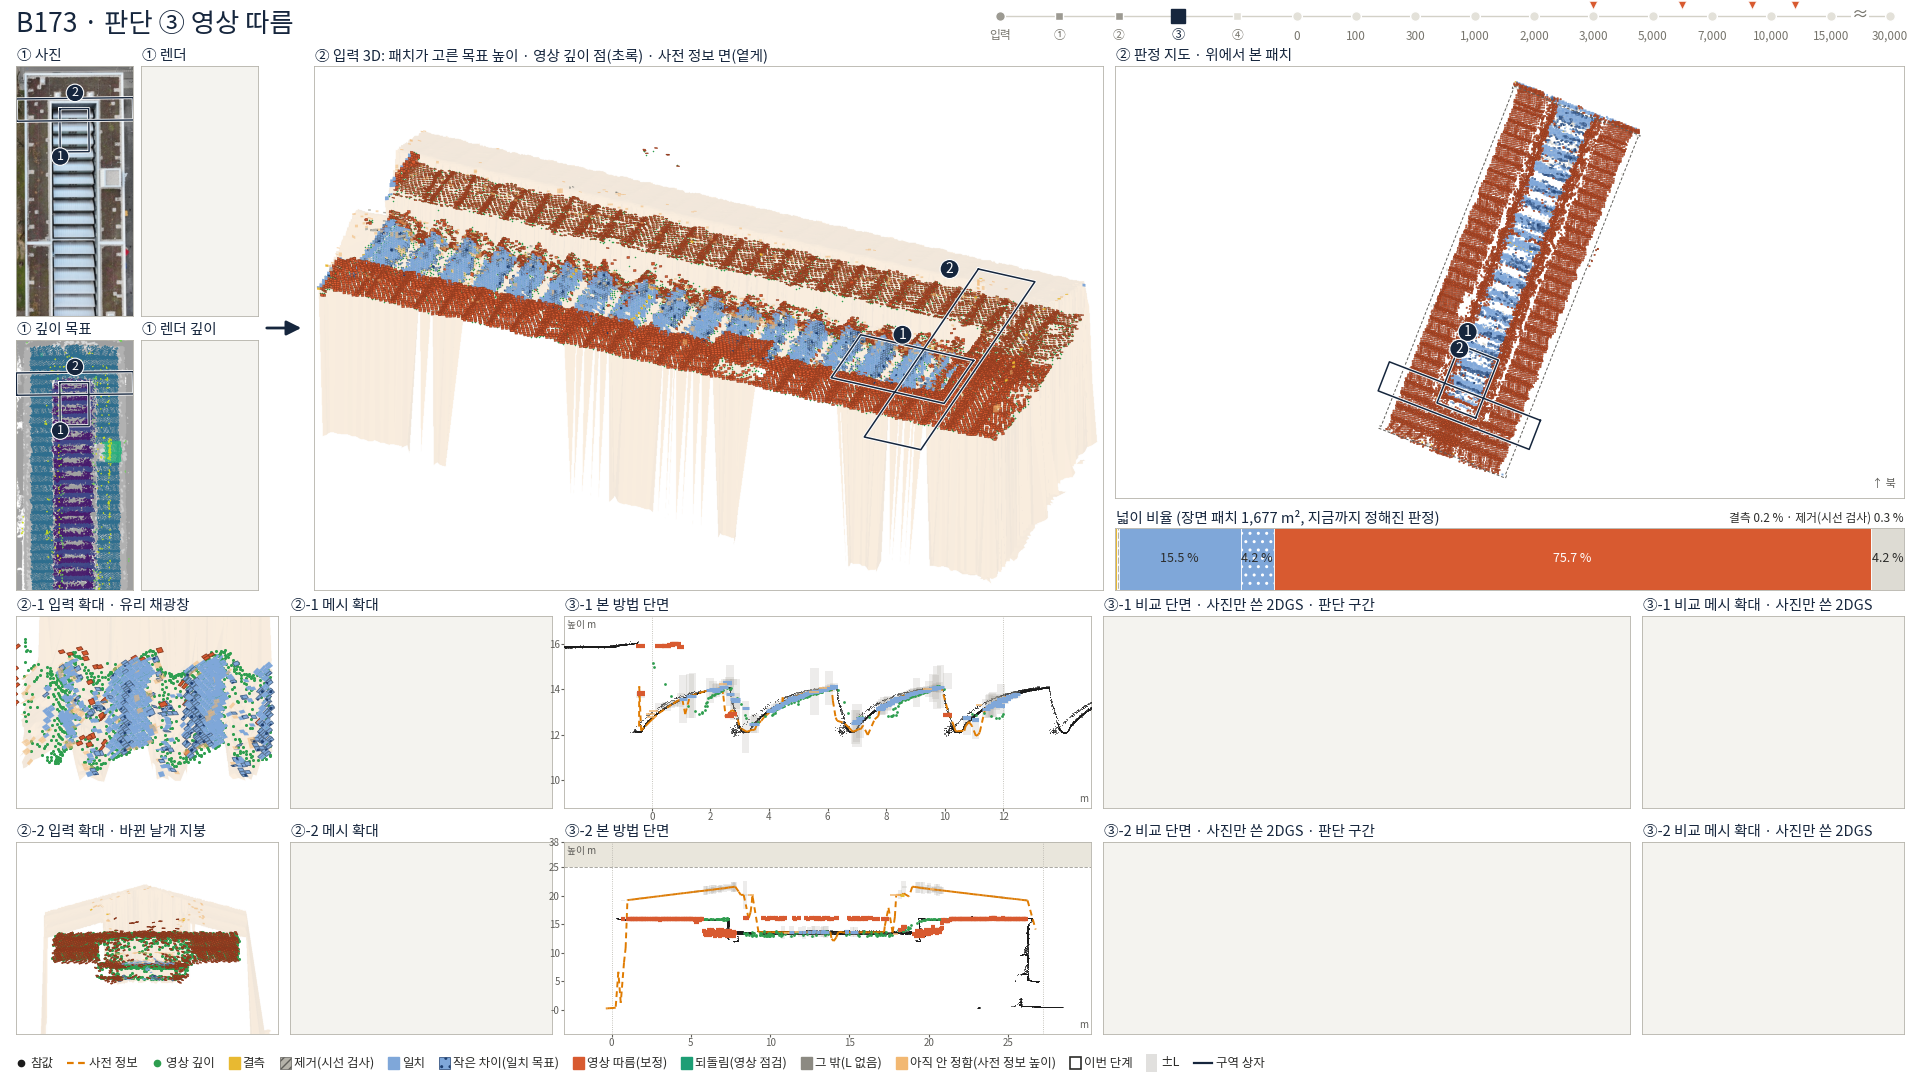 B173 · 판단 ③ 영상 따름
입력 ① ② ③ ④ 0 100 300 1,000 2,000 3,000 5,000 7,000 10,000 15,000 ≈ 30,000
① 사진
① 렌더
② 입력 3D: 패치가 고른 목표 높이 · 영상 깊이 점(초록) · 사전 정보 면(옅게)
② 판정 지도 · 위에서 본 패치
2
1
2
1
1
2
↑ 북
① 깊이 목표
① 렌더 깊이
2
1
넓이 비율 (장면 패치 1,677 m², 지금까지 정해진 판정)
결측 0.2 % · 제거(시선 검사) 0.3 %
15.5 %
4.2 %
75.7 %
4.2 %
②-1 입력 확대 · 유리 채광창
②-1 메시 확대
③-1 본 방법 단면
③-1 비교 단면 · 사진만 쓴 2DGS · 판단 구간
③-1 비교 메시 확대 · 사진만 쓴 2DGS
높이 m
16
14
12
10
m
0 2 4 6 8 10 12
②-2 입력 확대 · 바뀐 날개 지붕
②-2 메시 확대
③-2 본 방법 단면
③-2 비교 단면 · 사진만 쓴 2DGS · 판단 구간
③-2 비교 메시 확대 · 사진만 쓴 2DGS
38
높이 m
25
20
15
10
5
0
m
0 5 10 15 20 25
참값
사전 정보
영상 깊이
결측
제거(시선 검사)
일치
작은 차이(일치 목표)
영상 따름(보정)
되돌림(영상 점검)
그 밖(L 없음)
아직 안 정함(사전 정보 높이)
이번 단계
±L
구역 상자